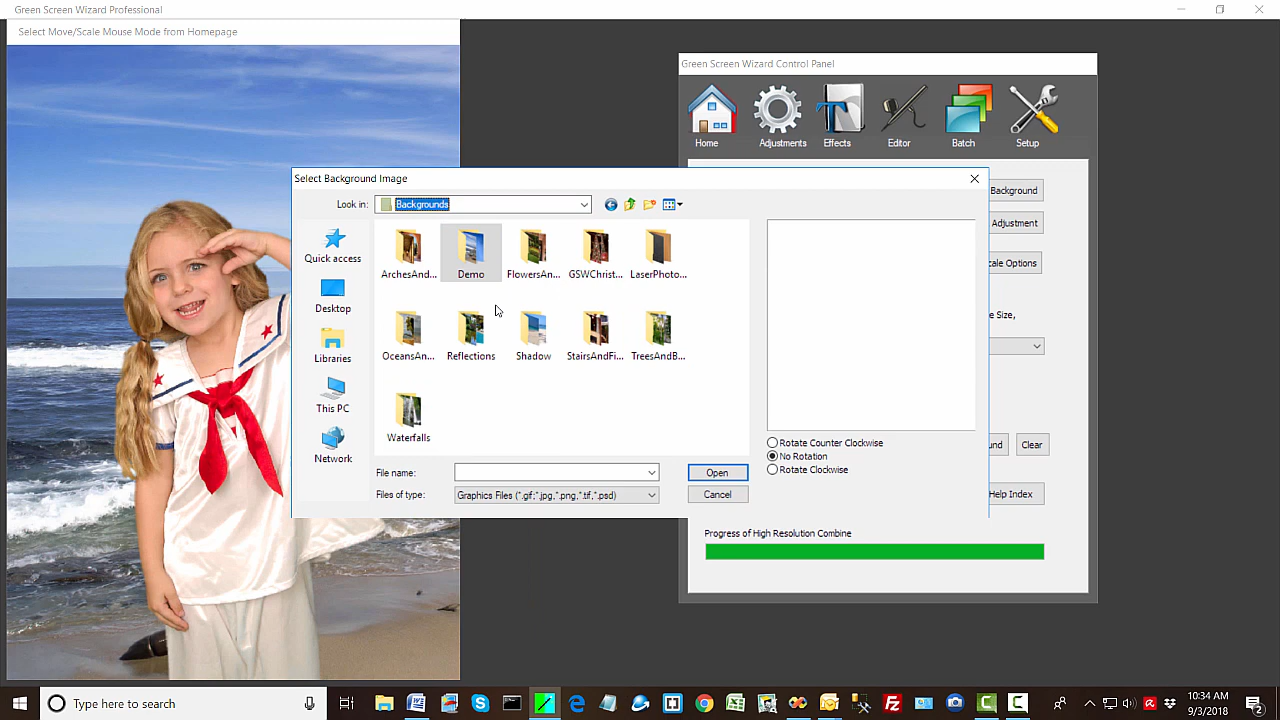 Green Screen Wizard Professional
Select Move/Scale Mouse Mode from Homepage
Green Screen Wizard Control Panel
Home
Adjustments
Effects
Editor
Batch
Setup
Select Background Image
Look in:
Backgrounds
Quick access
Desktop
Libraries
This PC
Network
ArchesAnd...
Demo
FlowersAn...
GSWChrist...
LaserPhoto...
OceansAn...
Reflections
Shadow
StairsAndFi...
TreesAndB...
Waterfalls
File name:
Open
Files of type:
Graphics Files (*.gif;*.jpg;*.png,*.tif,*.psd)
Cancel
Rotate Counter Clockwise
No Rotation
Rotate Clockwise
Background
Adjustment
cale Options
e Size,
und
Clear
Help Index
Progress of High Resolution Combine
Type here to search
10:34 AM
9/3/2018
2